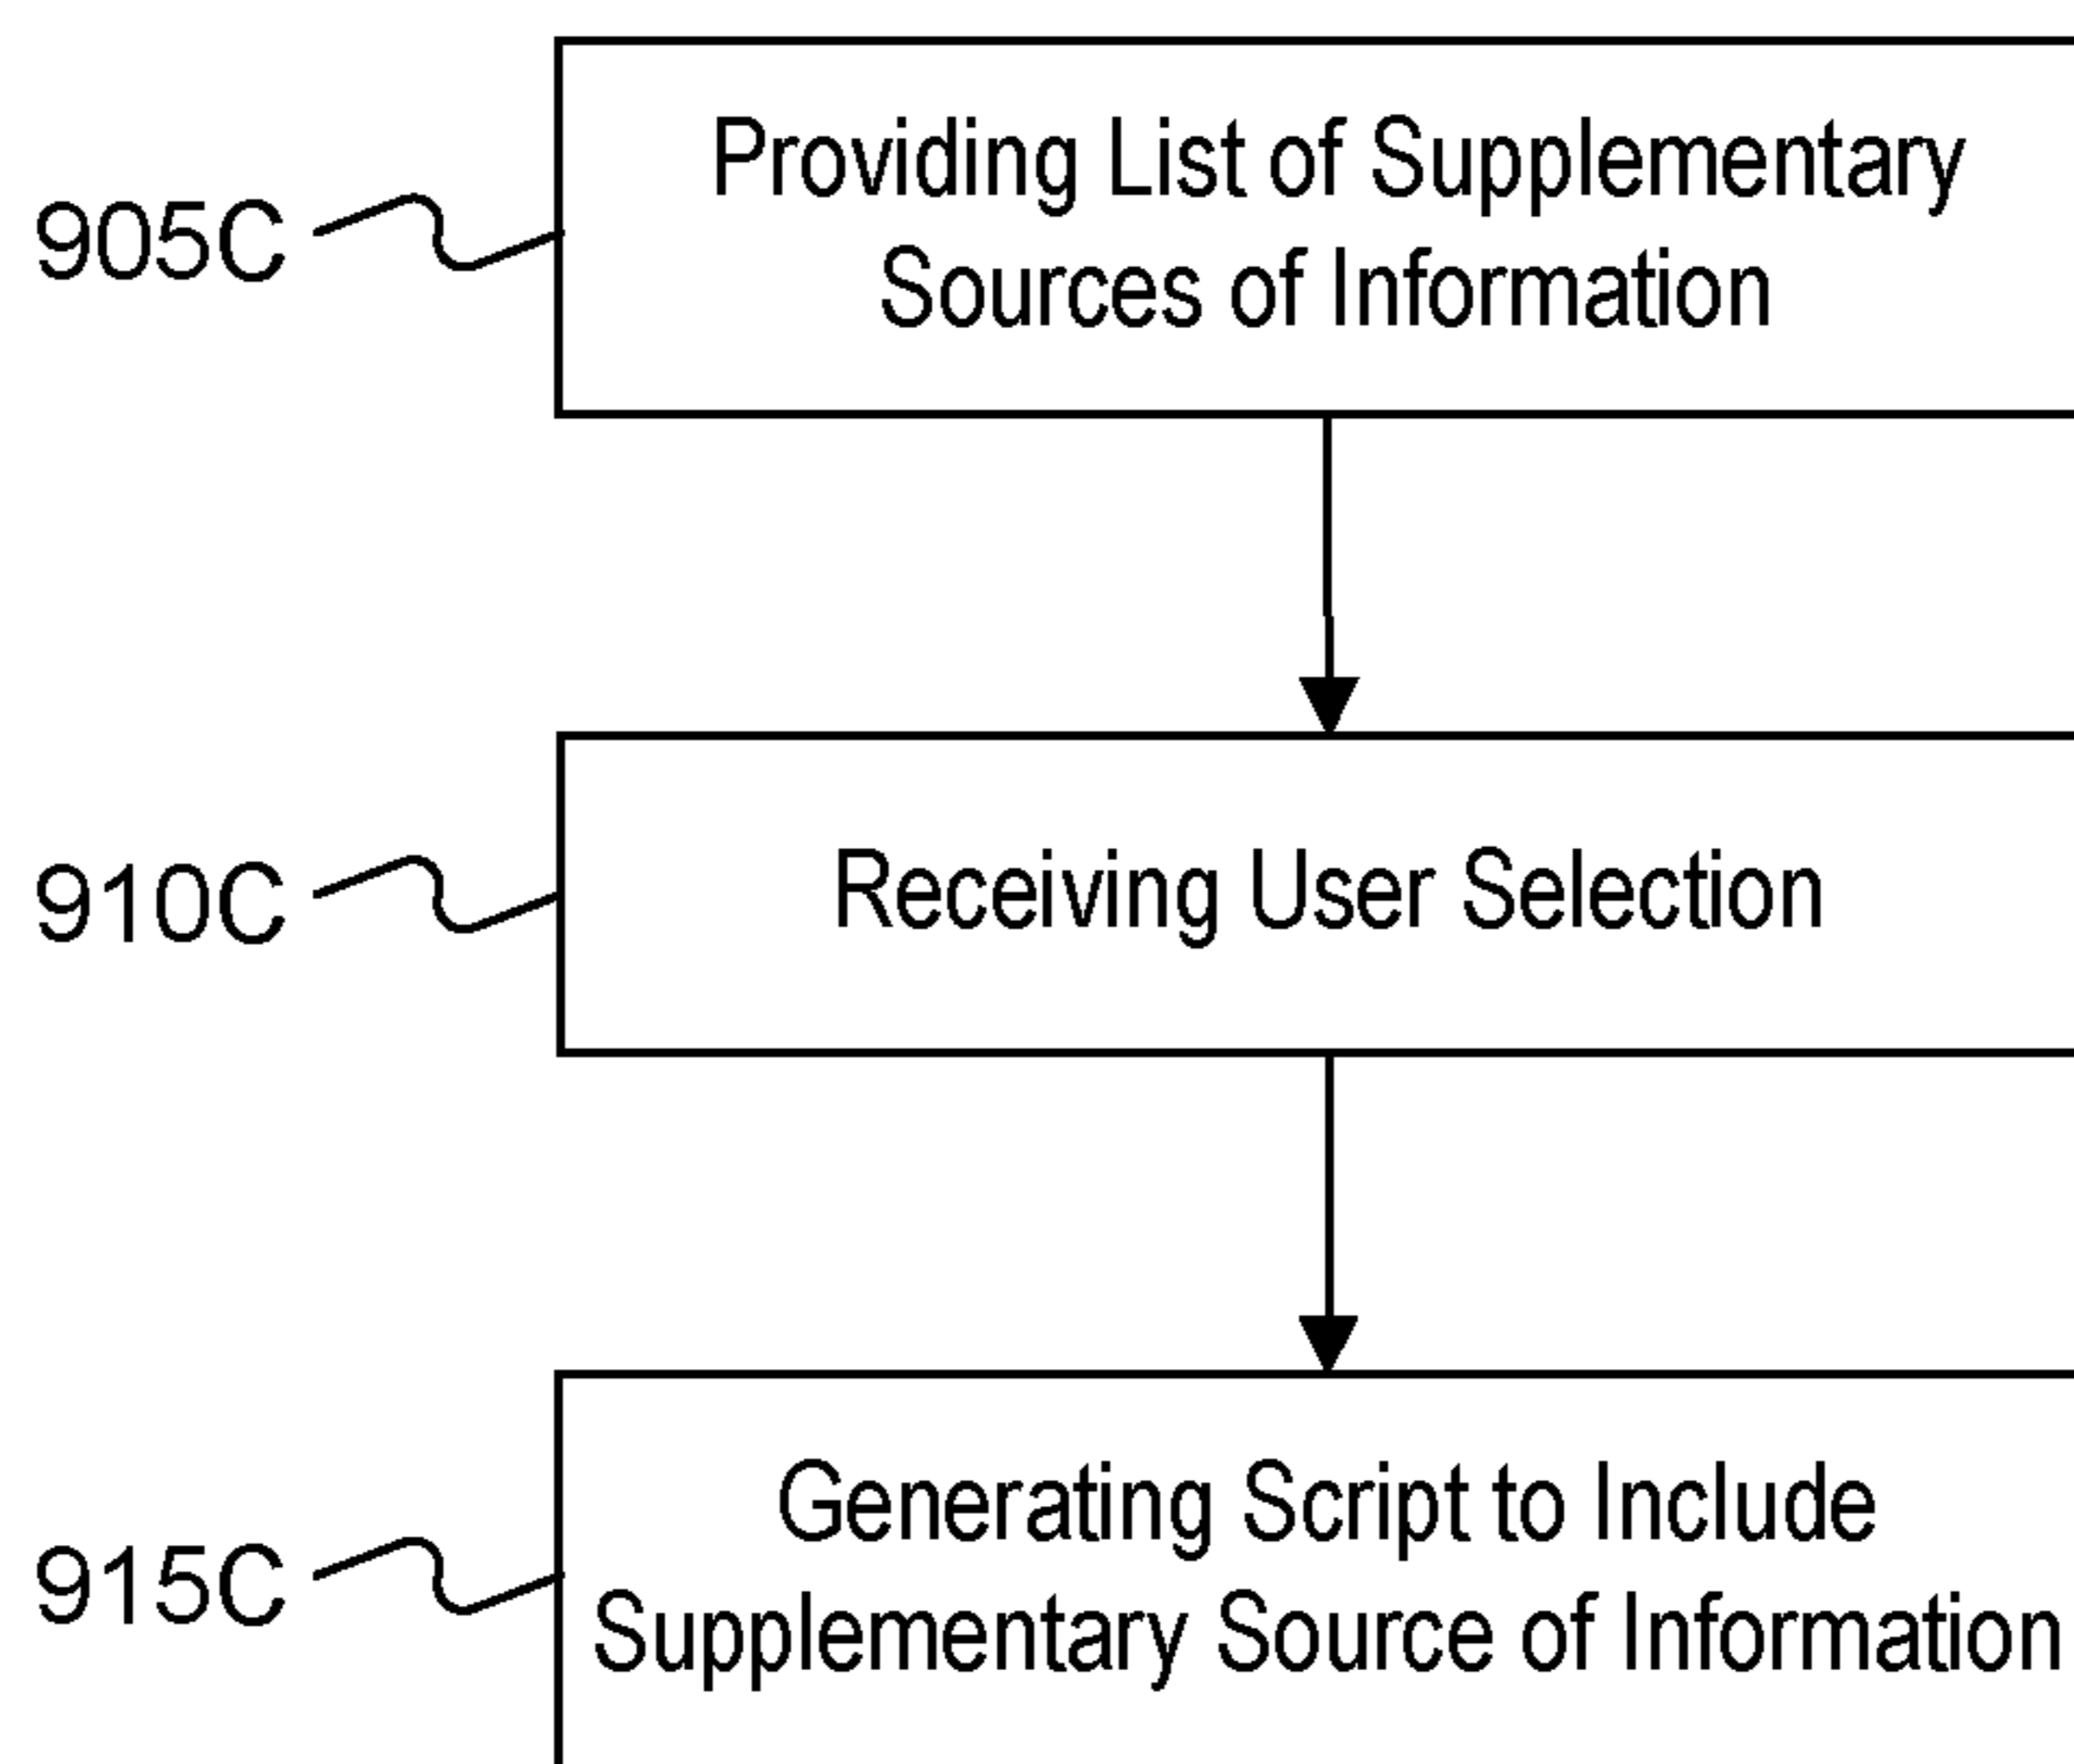 905C
Providing List of Supplementary
Sources of Information
910C
Receiving User Selection
915C
Generating Script to Include
Supplementary Source of Information